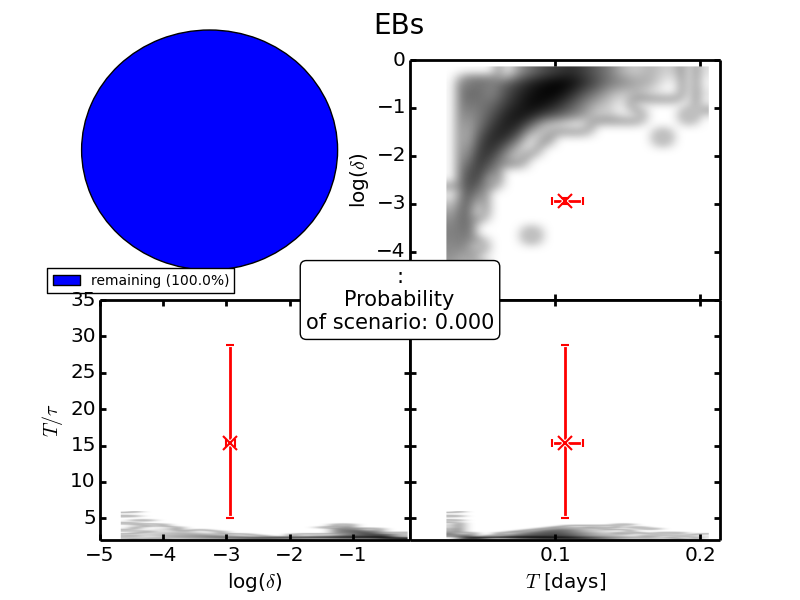 EBs
0
−1
−2
−3
−4
log(δ)
remaining (100.0%)
:
Probability
of scenario: 0.000
35
30
25
20
15
10
5
T/τ
−5 −4 −3 −2 −1
0.1 0.2
log(δ)
T [days]